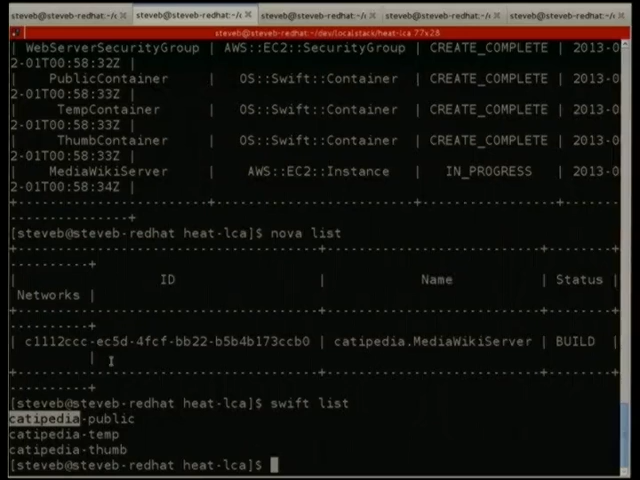 steveb@steveb-redhat:~/c steveb@steveb-redhat:~/c steveb@steveb-redhat:~/c steveb@steveb-redhat:~/c steveb@steveb-redhat:~/c
steveb@steveb-redhat:~/dev/localstack/heat-lca 77x28
| WebServerSecurityGroup | AWS::EC2::SecurityGroup | CREATE_COMPLETE | 2013-0
2-01T00:58:32Z |
| PublicContainer | OS::Swift::Container | CREATE_COMPLETE | 2013-0
2-01T00:58:33Z |
| TempContainer | OS::Swift::Container | CREATE_COMPLETE | 2013-0
2-01T00:58:33Z |
| ThumbContainer | OS::Swift::Container | CREATE_COMPLETE | 2013-0
2-01T00:58:33Z |
| MediaWikiServer | AWS::EC2::Instance | IN_PROGRESS | 2013-0
2-01T00:58:34Z |
[steveb@steveb-redhat heat-lca]$ nova list
| ID | Name | Status |
Networks |
| c1112ccc-ec5d-4fcf-bb22-b5b4b173ccb0 | catipedia.MediaWikiServer | BUILD |
|
[steveb@steveb-redhat heat-lca]$ swift list
catipedia-public
catipedia-temp
catipedia-thumb
[steveb@steveb-redhat heat-lca]$